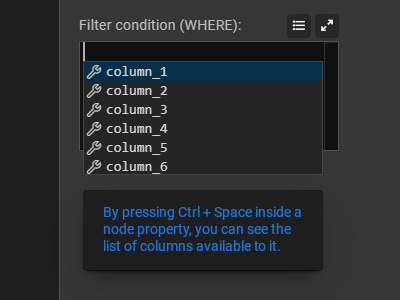 Filter condition (WHERE):
column_1
column_2
column_3
column_4
column_5
column_6
By pressing Ctrl + Space inside a
node property, you can see the
list of columns available to it.